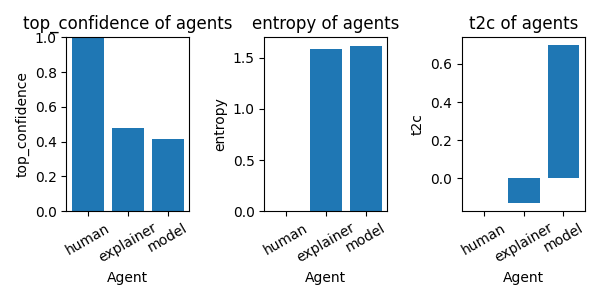 top_confidence of agents
entropy of agents
t2c of agents
1.0
0.8
0.6
0.4
0.2
0.0
top_confidence
human
explainer
model
Agent
1.5
1.0
0.5
0.0
entropy
human
explainer
model
Agent
0.6
0.4
0.2
0.0
t2c
human
explainer
model
Agent